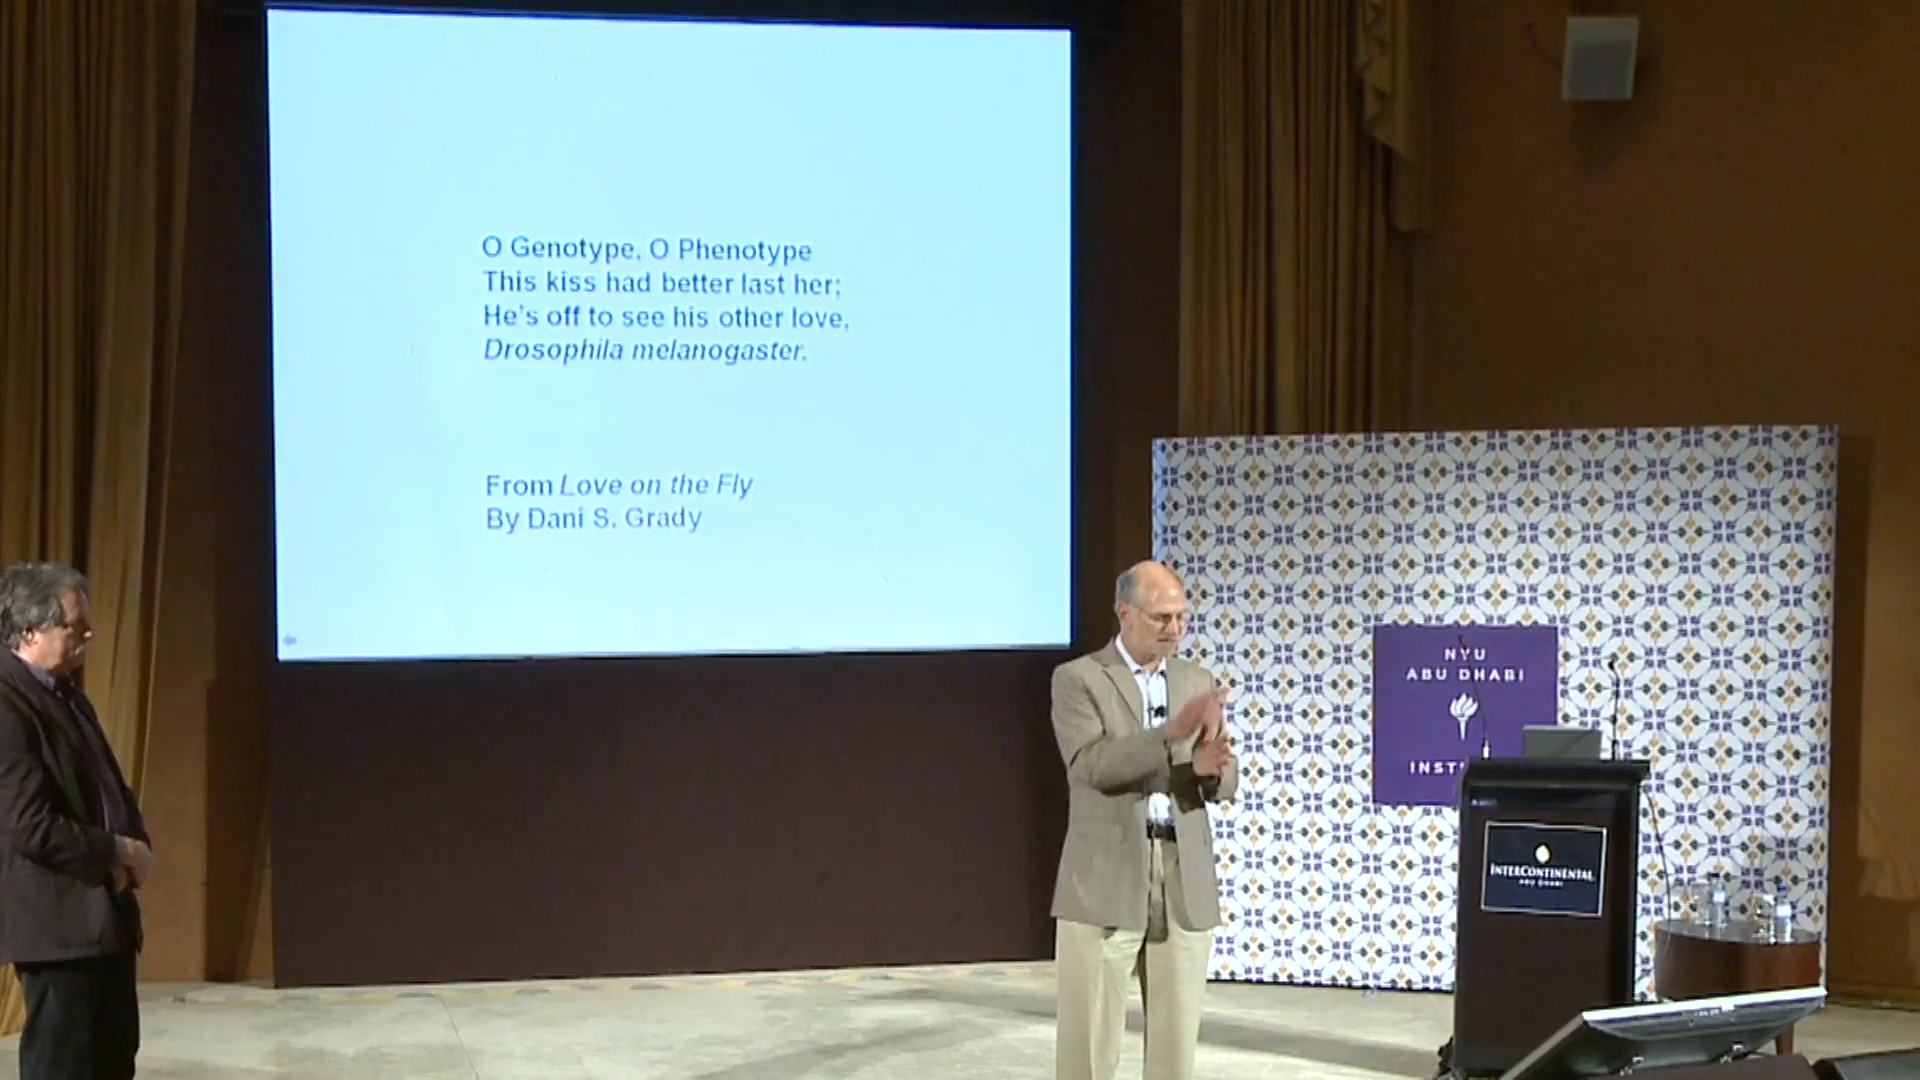 O Genotype, O Phenotype
This kiss had better last her;
He's off to see his other love,
Drosophila melanogaster.
From Love on the Fly
By Dani S. Grady
NYU
ABU DHABI
INTERCONTINENTAL
ABU DHABI